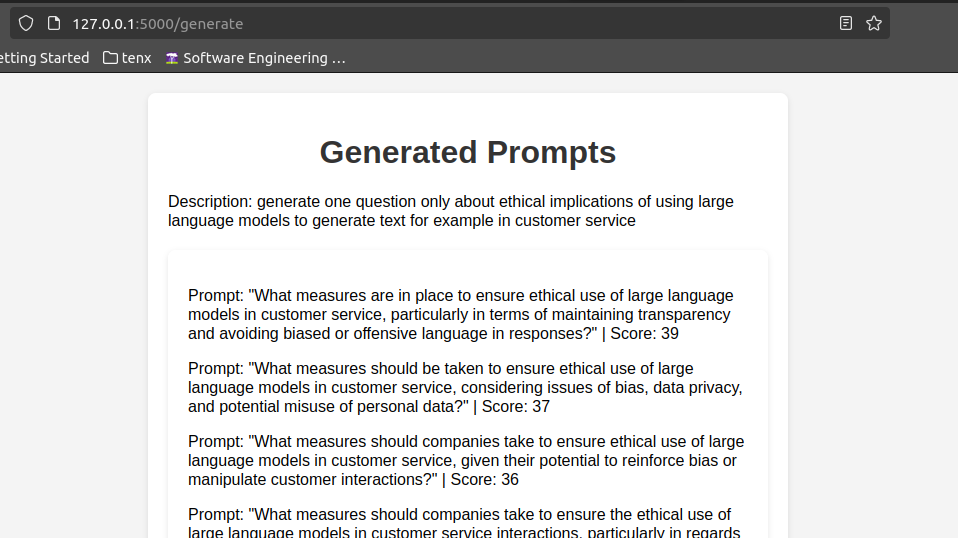 127.0.0.1:5000/generate
etting Started
tenx
Software Engineering …
Generated Prompts
Description: generate one question only about ethical implications of using large
language models to generate text for example in customer service
Prompt: "What measures are in place to ensure ethical use of large language
models in customer service, particularly in terms of maintaining transparency
and avoiding biased or offensive language in responses?" | Score: 39
Prompt: "What measures should be taken to ensure ethical use of large
language models in customer service, considering issues of bias, data privacy,
and potential misuse of personal data?" | Score: 37
Prompt: "What measures should companies take to ensure ethical use of large
language models in customer service, given their potential to reinforce bias or
manipulate customer interactions?" | Score: 36
Prompt: "What measures should companies take to ensure the ethical use of
large language models in customer service interactions, particularly in regards